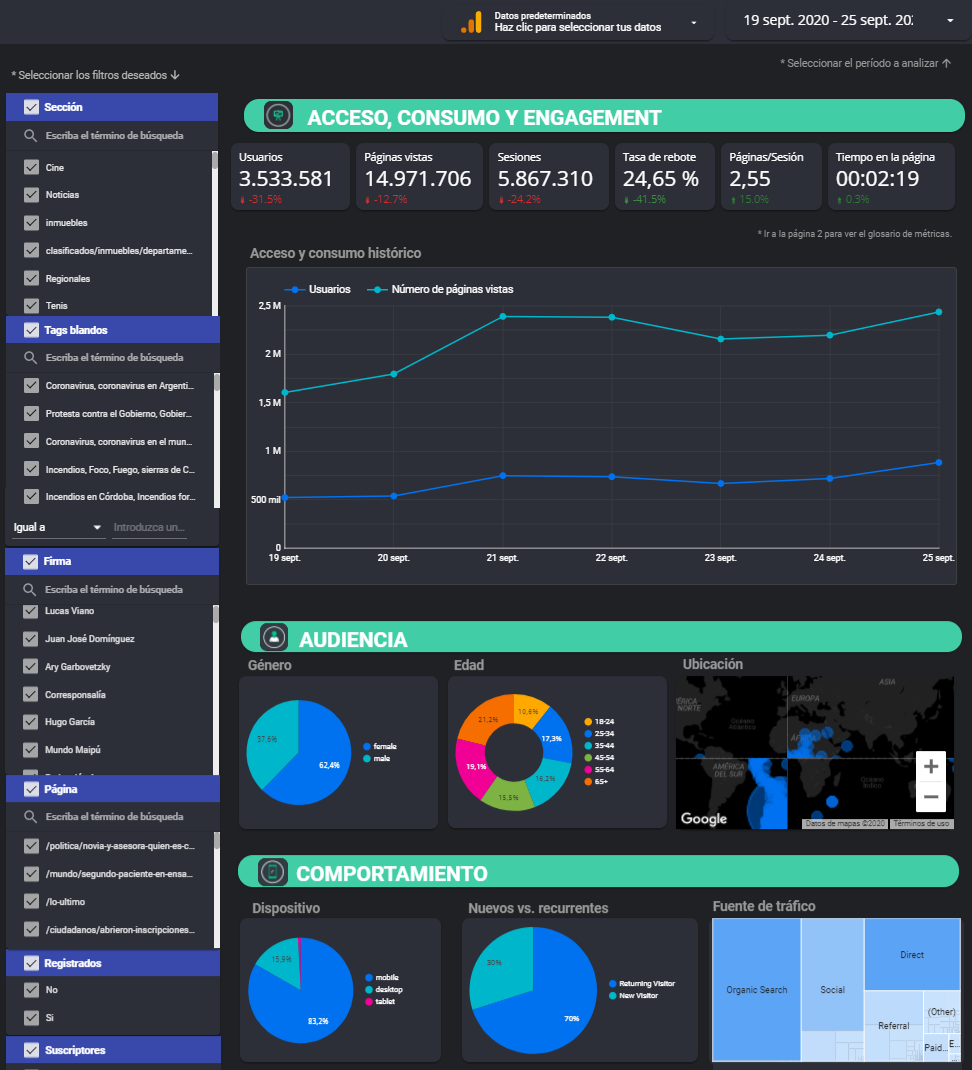 Datos predeterminados
Haz clic para seleccionar tus datos
19 sept. 2020 - 25 sept.
* Seleccionar los filtros deseados ↓
* Seleccionar el período a analizar ↑
Sección
Escriba el término de búsqueda
Cine
Noticias
inmuebles
clasificados/inmuebles/departame...
Regionales
Tenis
Tags blandos
Escriba el término de búsqueda
Coronavirus, coronavirus en Argenti...
Protesta contra el Gobierno, Gobier...
Coronavirus, coronavirus en el mun...
Incendios, Foco, Fuego, sierras de C...
Incendios en Córdoba, Incendios for...
Igual a
Introduzca un...
Firma
Escriba el término de búsqueda
Lucas Viano
Juan José Domínguez
Ary Garbovetzky
Corresponsalía
Hugo García
Mundo Maipú
Página
Escriba el término de búsqueda
/politica/novia-y-asesora-quien-es-c...
/mundo/segundo-paciente-en-ensa...
/lo-ultimo
/ciudadanos/abrieron-inscripciones...
Registrados
No
Si
Suscriptores
ACCESO, CONSUMO Y ENGAGEMENT
Usuarios
3.533.581
-31.5%
Páginas vistas
14.971.706
-12.7%
Sesiones
5.867.310
-24.2%
Tasa de rebote
24,65 %
-41.5%
Páginas/Sesión
2,55
15.0%
Tiempo en la página
00:02:19
0.3%
* Ir a la página 2 para ver el glosario de métricas.
Acceso y consumo histórico
Usuarios
Número de páginas vistas
2,5 M
2 M
1,5 M
1 M
500 mil
0
19 sept.
20 sept.
21 sept.
22 sept.
23 sept.
24 sept.
25 sept.
AUDIENCIA
Género
37,6%
62,4%
female
male
Edad
10,6%
17,3%
16,2%
15,5%
19,1%
21,2%
18-24
25-34
35-44
45-54
55-64
65+
Ubicación
ÉRICA
NORTE
EUROPA
ASIA
Océano
Atlántico
ÁF
AMÉRICA
DEL SUR
Océano
Índico
+
−
Google
Datos de mapas ©2020
Términos de uso
COMPORTAMIENTO
Dispositivo
15,9%
83,2%
mobile
desktop
tablet
Nuevos vs. recurrentes
30%
70%
Returning Visitor
New Visitor
Fuente de tráfico
Organic Search
Social
Direct
Referral
(Other)
Paid...
E...